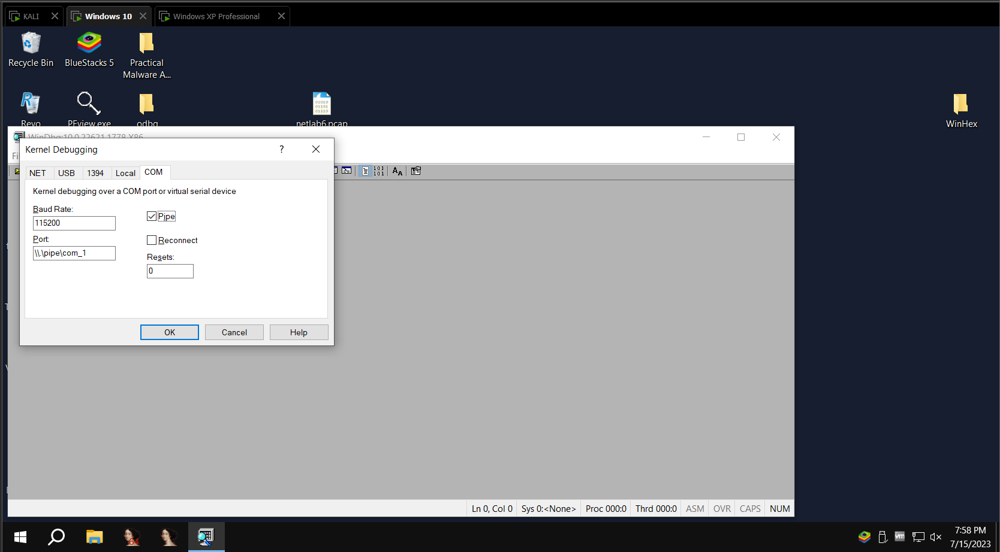 KALI
Windows 10
Windows XP Professional
Recycle Bin
BlueStacks 5
Practical
Malware A...
Revo
PEview.exe
odbg
netlab6.pcap
WinHex
WinDbg:10.0.22621.1778 X86
Kernel Debugging
?
Fi
NET
USB
1394
Local
COM
Kernel debugging over a COM port or virtual serial device
Baud Rate:
115200
Pipe
Port:
\\.\pipe\com_1
Reconnect
Resets:
0
OK
Cancel
Help
Ln 0, Col 0
Sys 0:<None>
Proc 000:0
Thrd 000:0
ASM
OVR
CAPS
NUM
64
vm
7:58 PM
7/15/2023